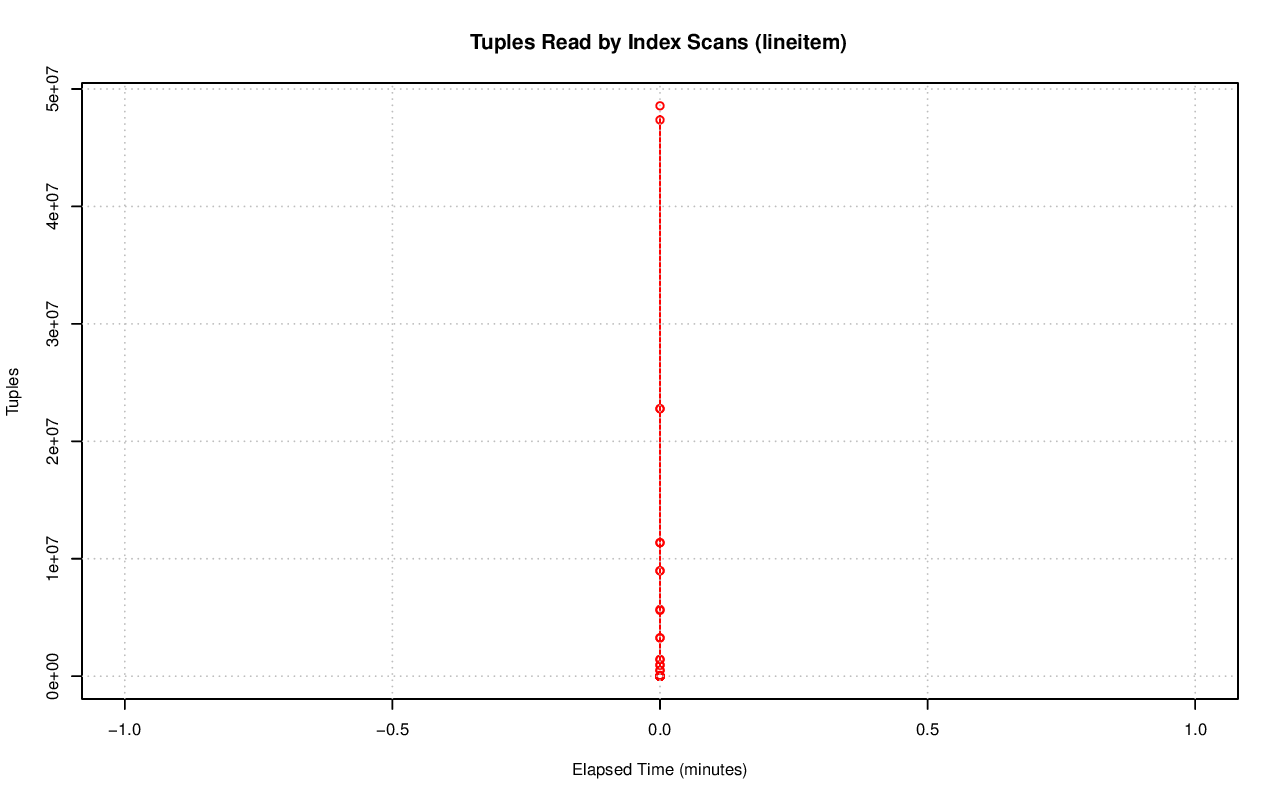 Tuples Read by Index Scans (lineitem)
5e+07
4e+07
3e+07
2e+07
1e+07
0e+00
Tuples
−1.0
−0.5
0.0
0.5
1.0
Elapsed Time (minutes)